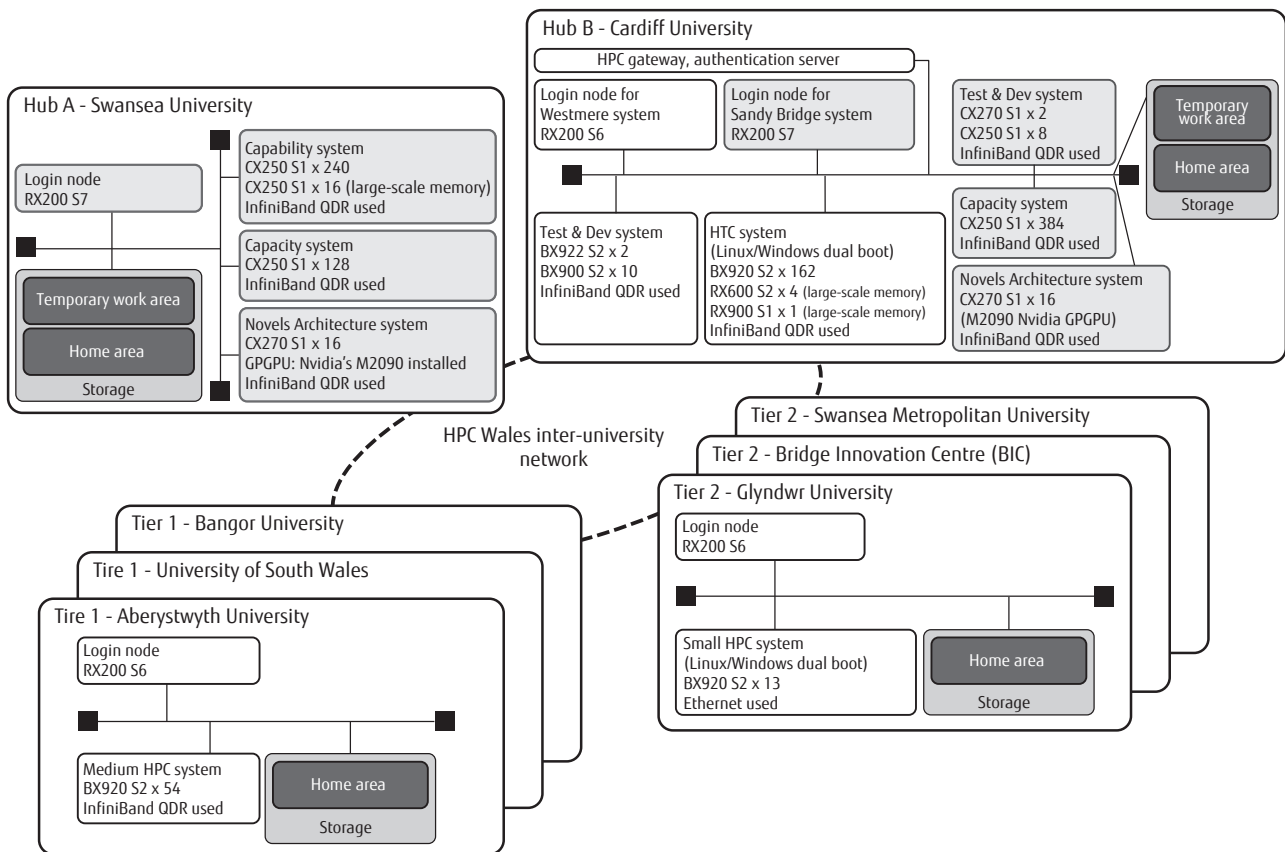 Hub A - Swansea University
Login node
RX200 S7
Capability system
CX250 S1 x 240
CX250 S1 x 16 (large-scale memory)
InfiniBand QDR used
Capacity system
CX250 S1 x 128
InfiniBand QDR used
Novels Architecture system
CX270 S1 x 16
GPGPU: Nvidia's M2090 installed
InfiniBand QDR used
Temporary work area
Home area
Storage
Hub B - Cardiff University
HPC gateway, authentication server
Login node for
Westmere system
RX200 S6
Login node for
Sandy Bridge system
RX200 S7
Test & Dev system
CX270 S1 x 2
CX250 S1 x 8
InfiniBand QDR used
Temporary
work area
Home area
Storage
Test & Dev system
BX922 S2 x 2
BX900 S2 x 10
InfiniBand QDR used
HTC system
(Linux/Windows dual boot)
BX920 S2 x 162
RX600 S2 x 4 (large-scale memory)
RX900 S1 x 1 (large-scale memory)
InfiniBand QDR used
Capacity system
CX250 S1 x 384
InfiniBand QDR used
Novels Architecture system
CX270 S1 x 16
(M2090 Nvidia GPGPU)
InfiniBand QDR used
HPC Wales inter-university
network
Tier 1 - Bangor University
Tire 1 - University of South Wales
Tire 1 - Aberystwyth University
Login node
RX200 S6
Medium HPC system
BX920 S2 x 54
InfiniBand QDR used
Home area
Storage
Tier 2 - Swansea Metropolitan University
Tier 2 - Bridge Innovation Centre (BIC)
Tier 2 - Glyndwr University
Login node
RX200 S6
Small HPC system
(Linux/Windows dual boot)
BX920 S2 x 13
Ethernet used
Home area
Storage